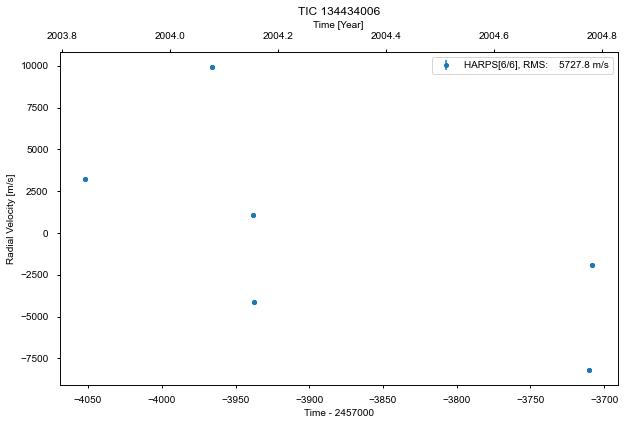 TIC 134434006
Time [Year]
2003.8 2004.0 2004.2 2004.4 2004.6 2004.8
HARPS[6/6], RMS: 5727.8 m/s
Radial Velocity [m/s]
10000
7500
5000
2500
0
−2500
−5000
−7500
−4050 −4000 −3950 −3900 −3850 −3800 −3750 −3700
Time - 2457000